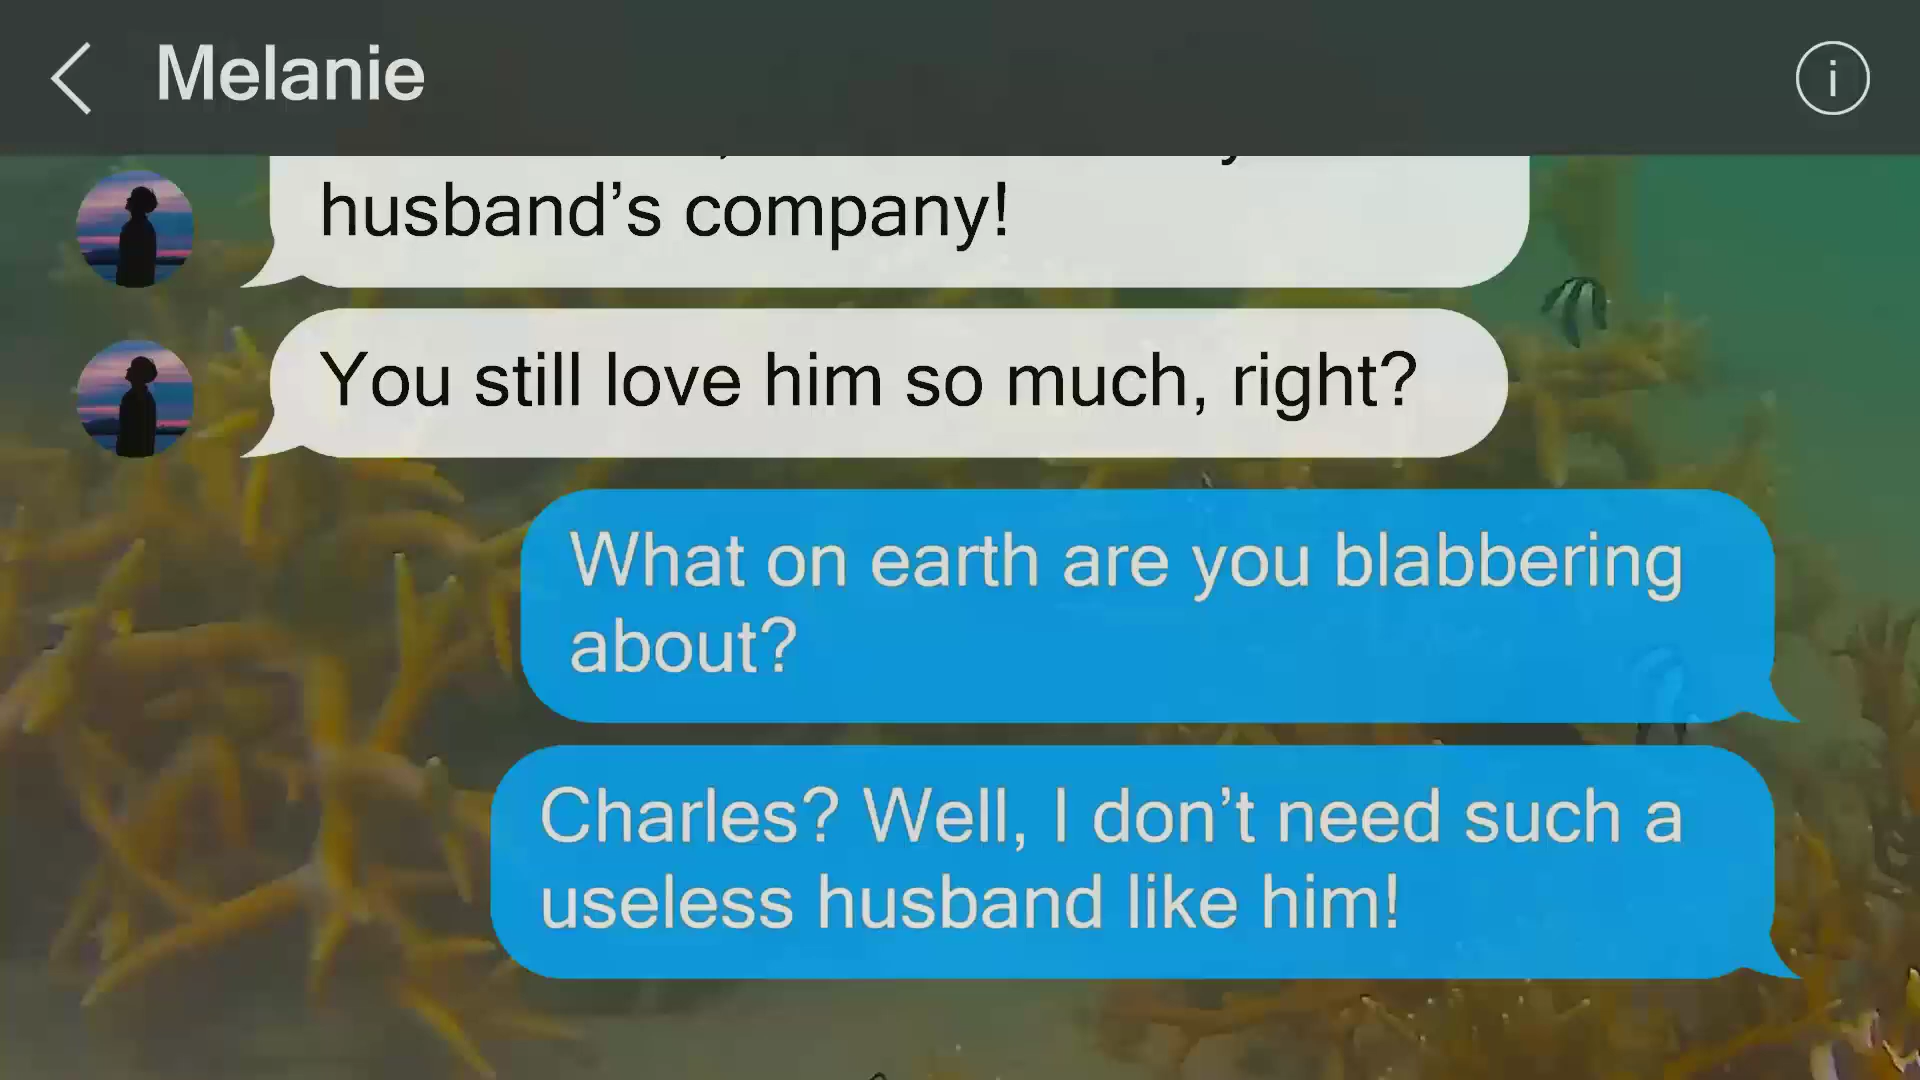 Melanie
husband’s company!
You still love him so much, right?
What on earth are you blabbering
about?
Charles? Well, I don’t need such a
useless husband like him!